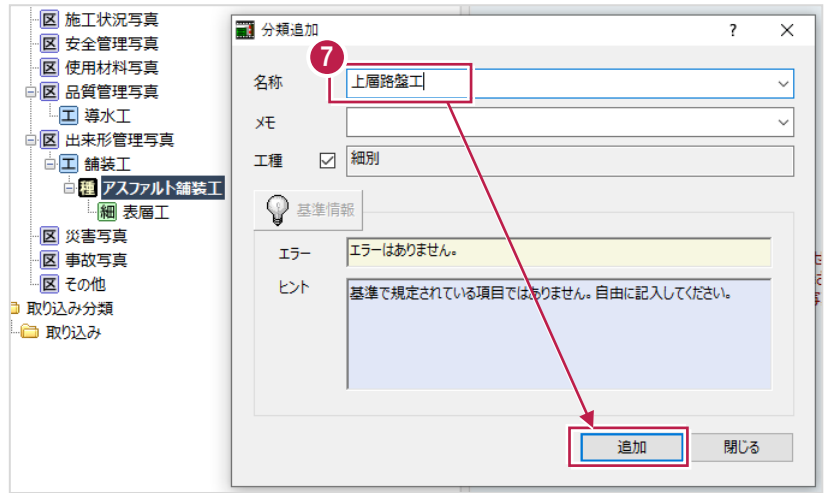 区 施工状況写真
区 安全管理写真
区 使用材料写真
区 品質管理写真
工 導水工
区 出来形管理写真
工 舗装工
種 アスファルト舗装工
細 表層工
区 災害写真
区 事故写真
区 その他
取り込み分類
取り込み
分類追加
? ×
7
名称 上層路盤工
メモ
工種 細別
基準情報
エラー エラーはありません。
ヒント 基準で規定されている項目ではありません。自由に記入してください。
追加 閉じる